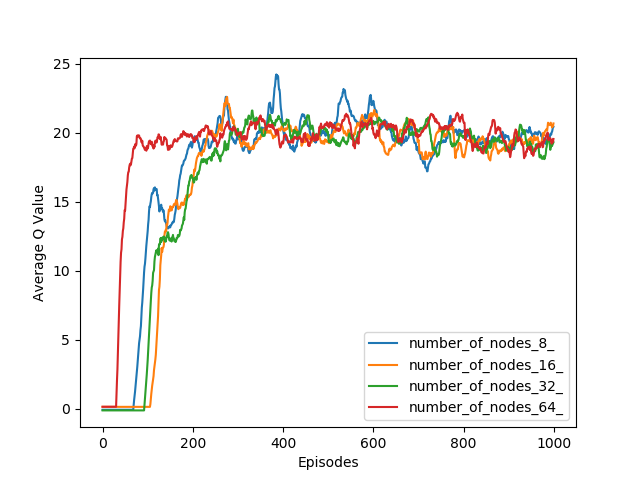 25
20
15
10
5
0
Average Q Value
number_of_nodes_8_
number_of_nodes_16_
number_of_nodes_32_
number_of_nodes_64_
0 200 400 600 800 1000
Episodes